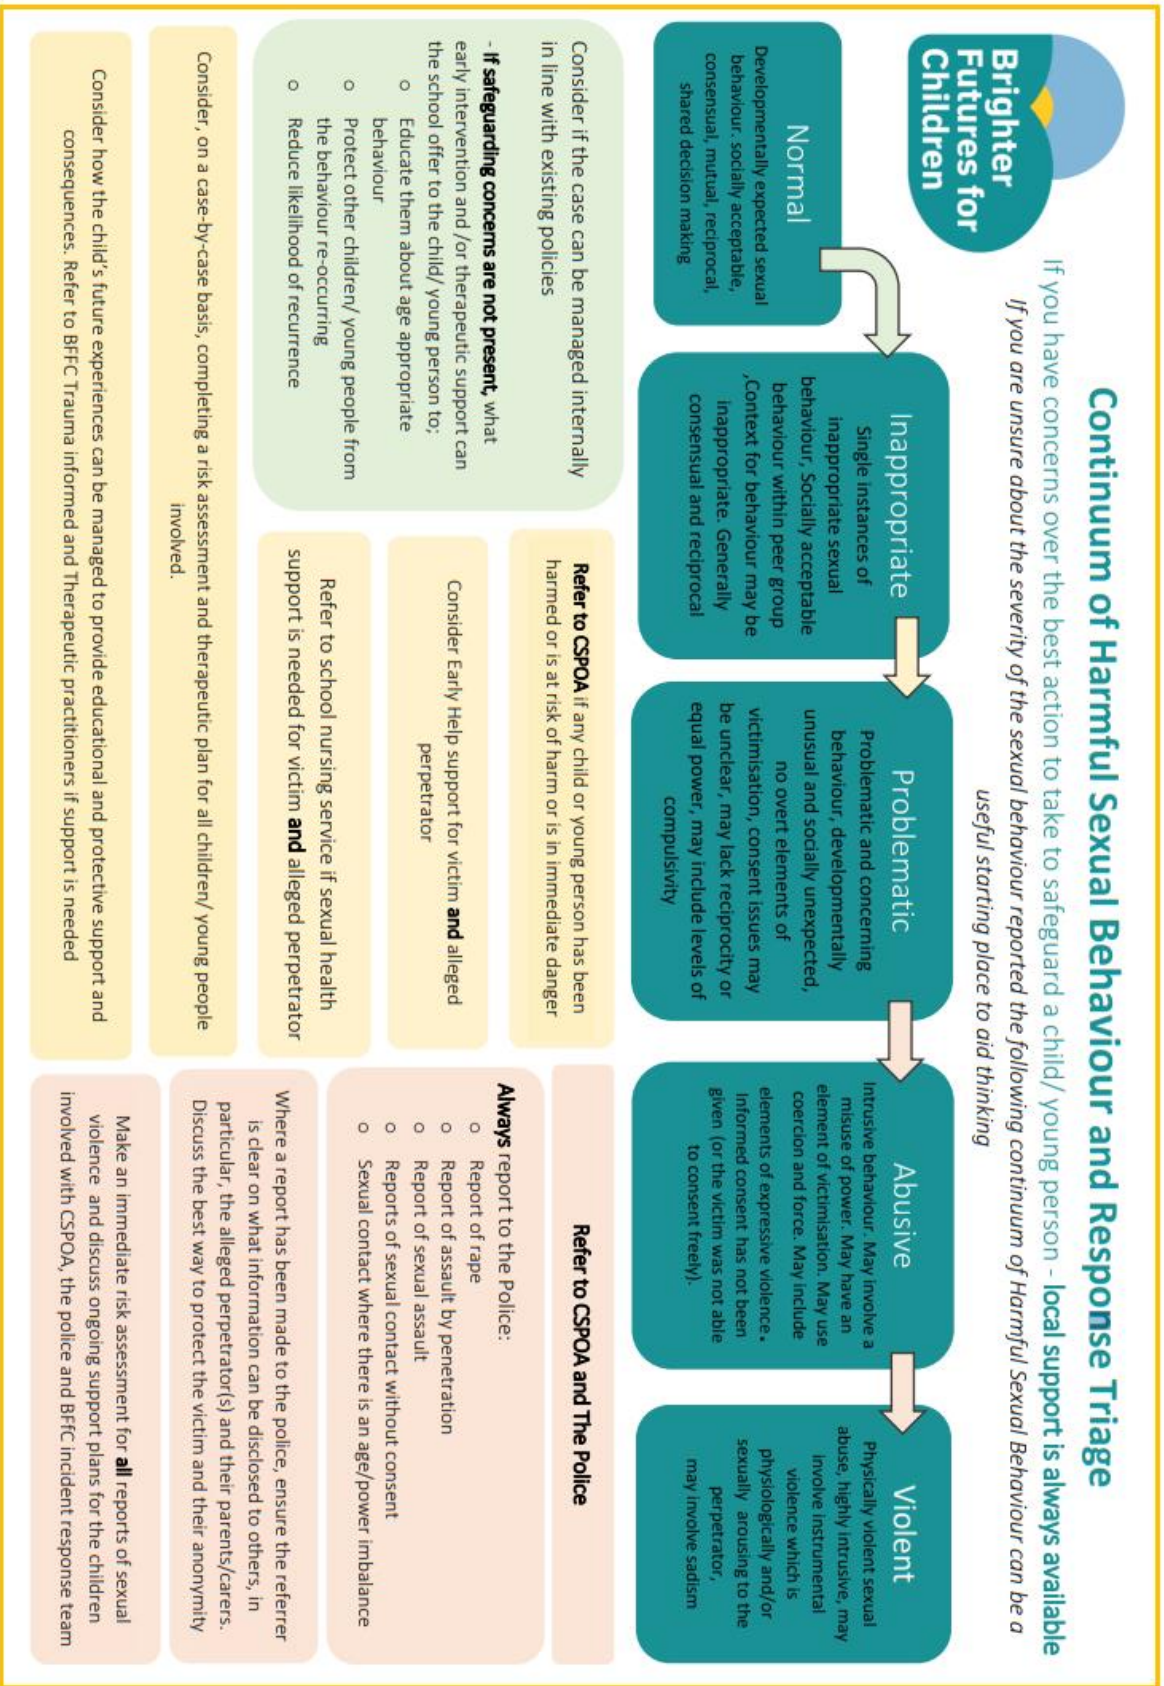 Brighter
Futures for
Children
Continuum of Harmful Sexual Behaviour and Response Triage
If you have concerns over the best action to take to safeguard a child/ young person - local support is always available
If you are unsure about the severity of the sexual behaviour reported the following continuum of Harmful Sexual Behaviour can be a
useful starting place to aid thinking
Normal
Developmentally expected sexual
behaviour. socially acceptable,
consensual, mutual, reciprocal,
shared decision making
Inappropriate
Single instances of
inappropriate sexual
behaviour, Socially acceptable
behaviour within peer group
,Context for behaviour may be
inappropriate. Generally
consensual and reciprocal
Problematic
Problematic and concerning
behaviour, developmentally
unusual and socially unexpected,
no overt elements of
victimisation, consent issues may
be unclear, may lack reciprocity or
equal power, may include levels of
compulsivity
Abusive
Intrusive behaviour. May involve a
misuse of power. May have an
element of victimisation. May use
coercion and force. May include
elements of expressive violence.
Informed consent has not been
given (or the victim was not able
to consent freely).
Violent
Physically violent sexual
abuse, highly intrusive, may
involve instrumental
violence which is
physiologically and/or
sexually arousing to the
perpetrator,
may involve sadism
Consider if the case can be managed internally
in line with existing policies
- If safeguarding concerns are not present, what
early intervention and /or therapeutic support can
the school offer to the child/ young person to;
o Educate them about age appropriate
behaviour
o Protect other children/ young people from
the behaviour re-occurring
o Reduce likelihood of recurrence
Refer to CSPOA if any child or young person has been
harmed or is at risk of harm or is in immediate danger
Consider Early Help support for victim and alleged
perpetrator
Refer to school nursing service if sexual health
support is needed for victim and alleged perpetrator
Consider, on a case-by-case basis, completing a risk assessment and therapeutic plan for all children/ young people
involved.
Consider how the child's future experiences can be managed to provide educational and protective support and
consequences. Refer to BFFC Trauma informed and Therapeutic practitioners if support is needed
Refer to CSPOA and The Police
Always report to the Police:
o Report of rape
o Report of assault by penetration
o Report of sexual assault
o Reports of sexual contact without consent
o Sexual contact where there is an age/power imbalance
Where a report has been made to the police, ensure the referrer
is clear on what information can be disclosed to others, in
particular, the alleged perpetrator(s) and their parents/carers.
Discuss the best way to protect the victim and their anonymity
Make an immediate risk assessment for all reports of sexual
violence and discuss ongoing support plans for the children
involved with CSPOA, the police and BFfC incident response team